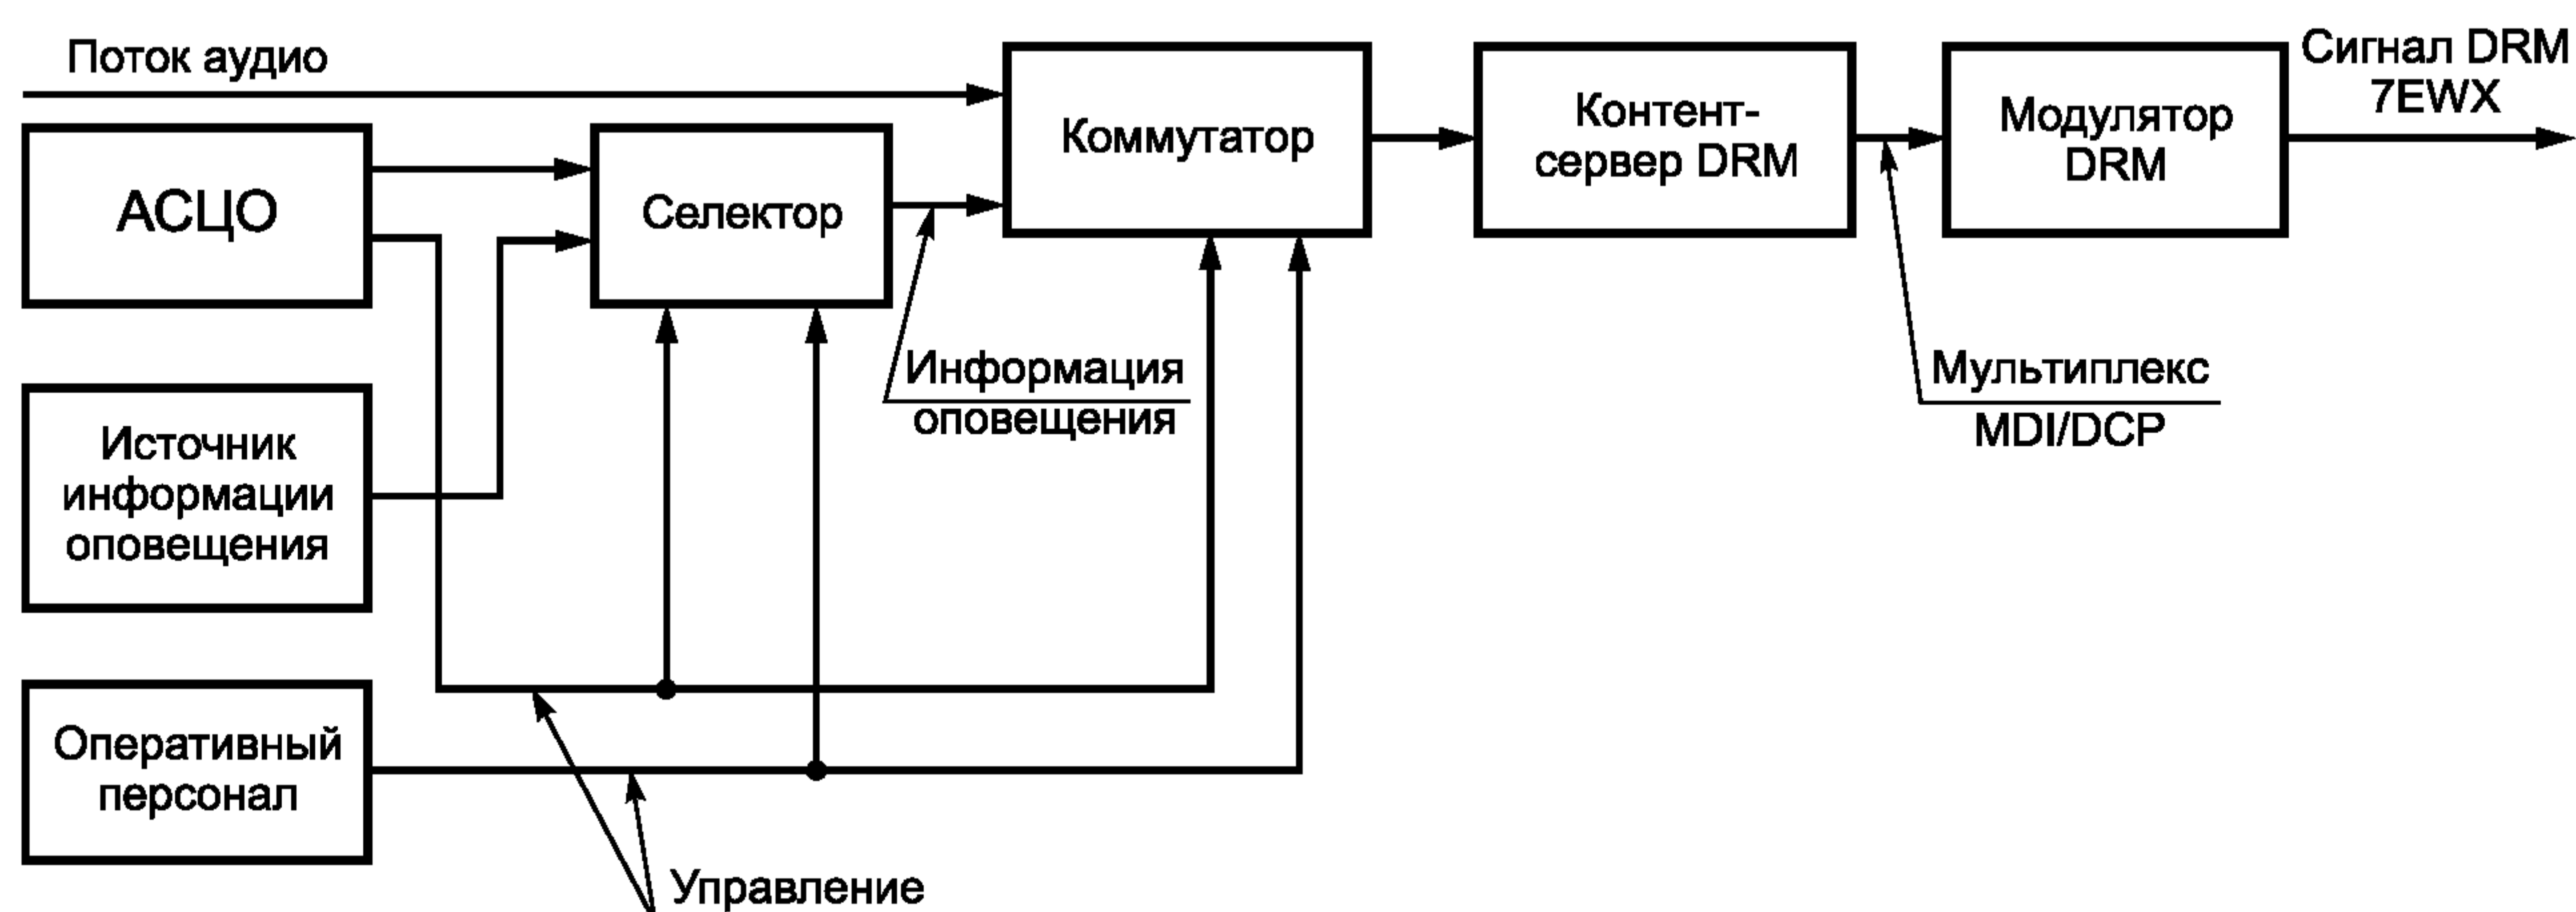 Поток аудио
АСЦО
Источник
информации
оповещения
Оперативный
персонал
Селектор
Информация
оповещения
Управление
Коммутатор
Контент-
сервер DRM
Мультиплекс
MDI/DCP
Модулятор
DRM
Сигнал DRM
7EWX